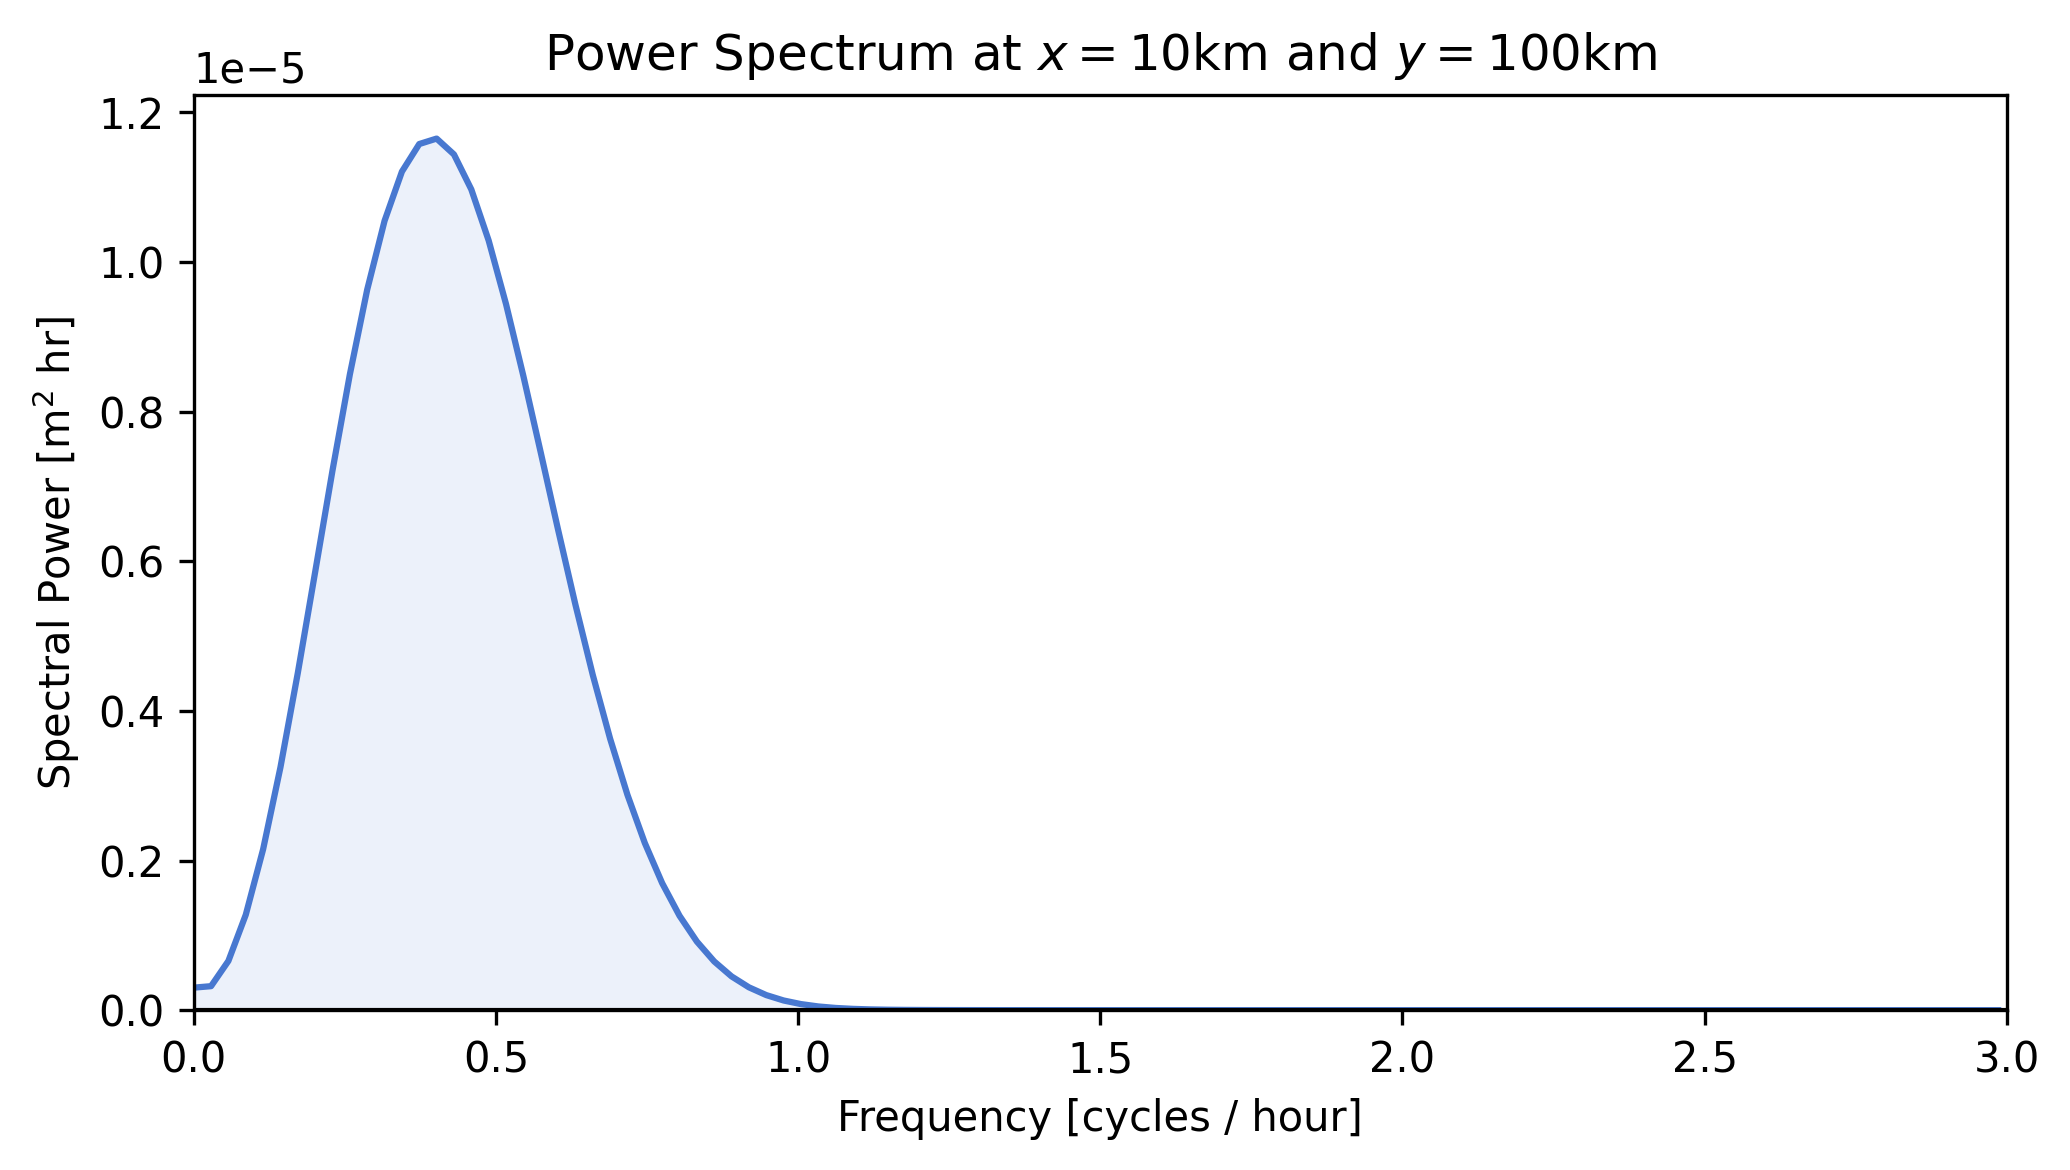 Power Spectrum at x = 10km and y = 100km
1e−5
1.2
1.0
0.8
0.6
0.4
0.2
0.0
Spectral Power [m² hr]
0.0 0.5 1.0 1.5 2.0 2.5 3.0
Frequency [cycles / hour]